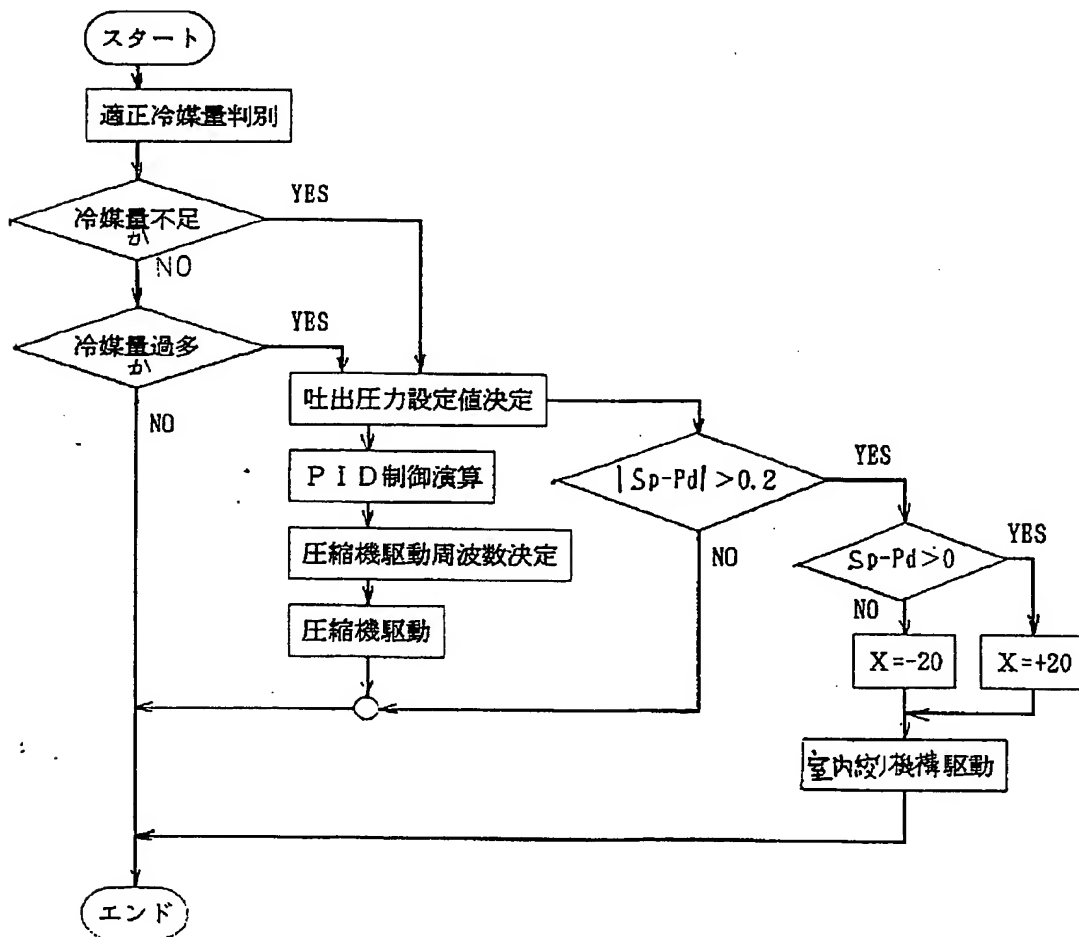 スタート
適正冷媒量判別
YES
冷媒量不足
か
NO
YES
冷媒量過多
か
NO
吐出圧力設定値決定
PID制御演算
圧縮機駆動周波数決定
圧縮機駆動
|Sp-Pd|>0.2
YES
NO
Sp-Pd>0
YES
NO
X=-20
X=+20
室内絞り機構駆動
エンド